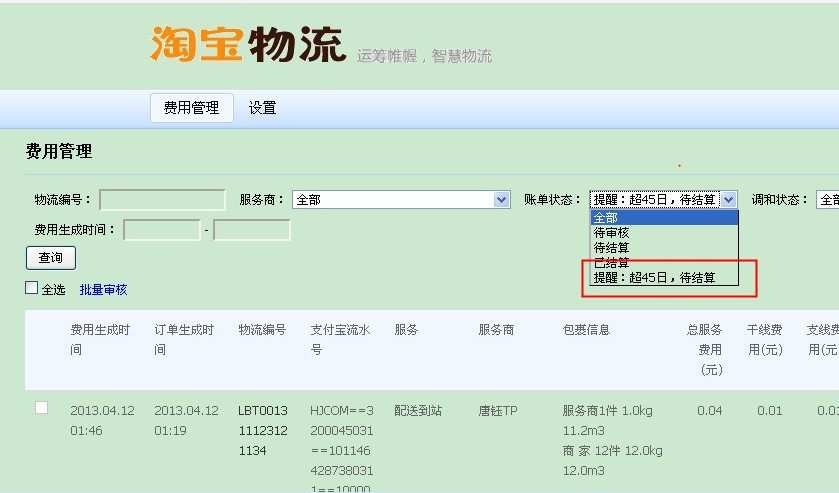 淘宝物流 运筹帷幄，智慧物流
费用管理 设置
费用管理
物流编号： 服务商： 全部 账单状态： 提醒：超45日，待结算 调和状态： 全部
全部
费用生成时间： - 待审核
待结算
查询 已结算
提醒：超45日，待结算
全选 批量审核
费用生成时 订单生成时 物流编号 支付宝流水 服务 服务商 包裹信息 总服务 干线费 支线费
间 间 号 费用 用(元) 用(元
(元)
2013.04.12 2013.04.12 LBT0013 HJCOM==3 配送到站 唐钰TP 服务商1件 1.0kg 0.04 0.01 0.01
01:46 01:19 1112312 200045031 11.2m3
1134 ==101146 商 家 12件 12.0kg
428738031 12.0m3
1==10000